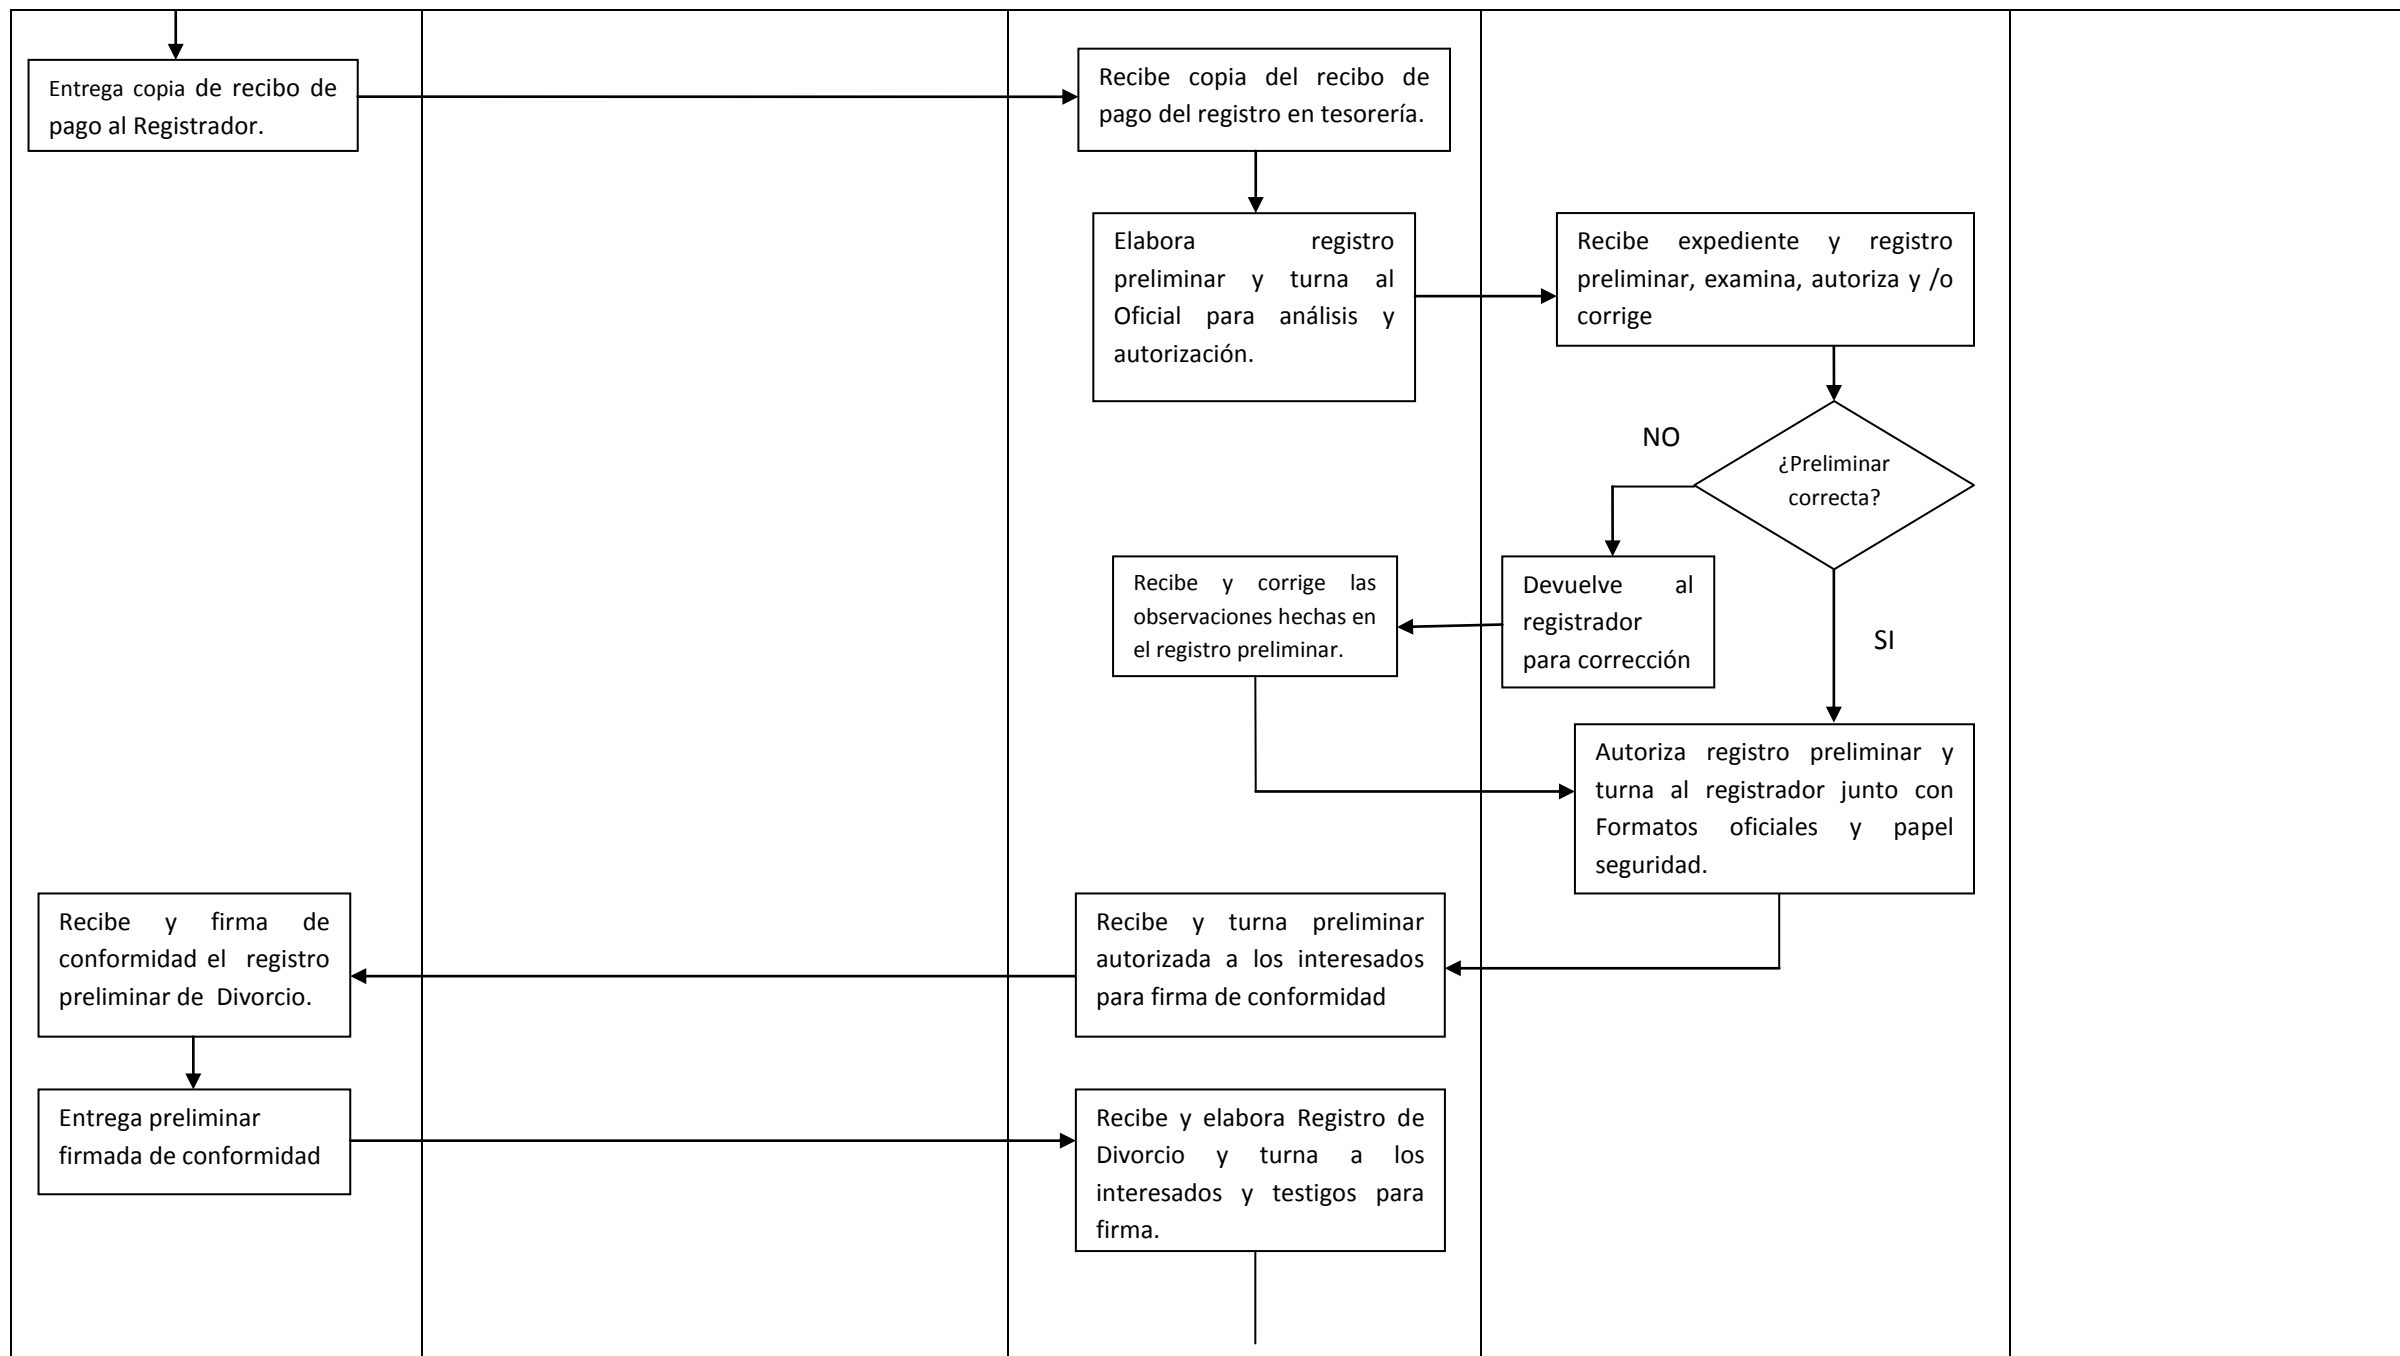 Entrega copia de recibo de
pago al Registrador.
Recibe copia del recibo de
pago del registro en tesorería.
Elabora registro
preliminar y turna al
Oficial para análisis y
autorización.
Recibe expediente y registro
preliminar, examina, autoriza y /o
corrige
NO
¿Preliminar
correcta?
Recibe y corrige las
observaciones hechas en
el registro preliminar.
Devuelve al
registrador
para corrección
SI
Autoriza registro preliminar y
turna al registrador junto con
Formatos oficiales y papel
seguridad.
Recibe y firma de
conformidad el registro
preliminar de Divorcio.
Recibe y turna preliminar
autorizada a los interesados
para firma de conformidad
Entrega preliminar
firmada de conformidad
Recibe y elabora Registro de
Divorcio y turna a los
interesados y testigos para
firma.